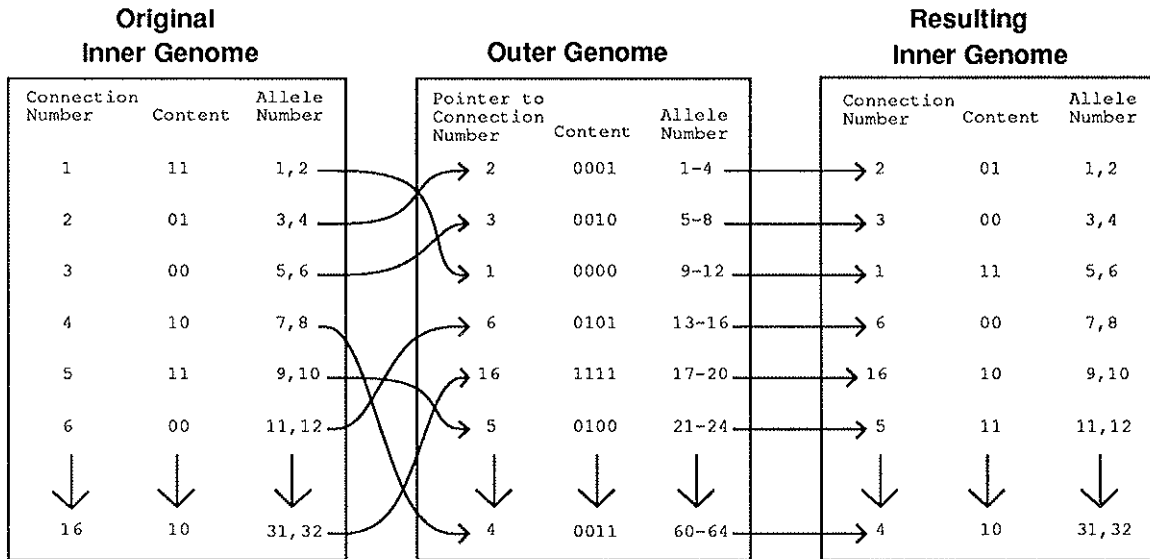 Original Inner Genome
Outer Genome
Resulting Inner Genome
Connection Number Content Allele Number
Pointer to Connection Number Content Allele Number
Connection Number Content Allele Number
1 11 1,2 2 0001 1-4 2 01 1,2
2 01 3,4 3 0010 5-8 3 00 3,4
3 00 5,6 1 0000 9-12 1 11 5,6
4 10 7,8 6 0101 13-16 6 00 7,8
5 11 9,10 16 1111 17-20 16 10 9,10
6 00 11,12 5 0100 21-24 5 11 11,12
16 10 31,32 4 0011 60-64 4 10 31,32